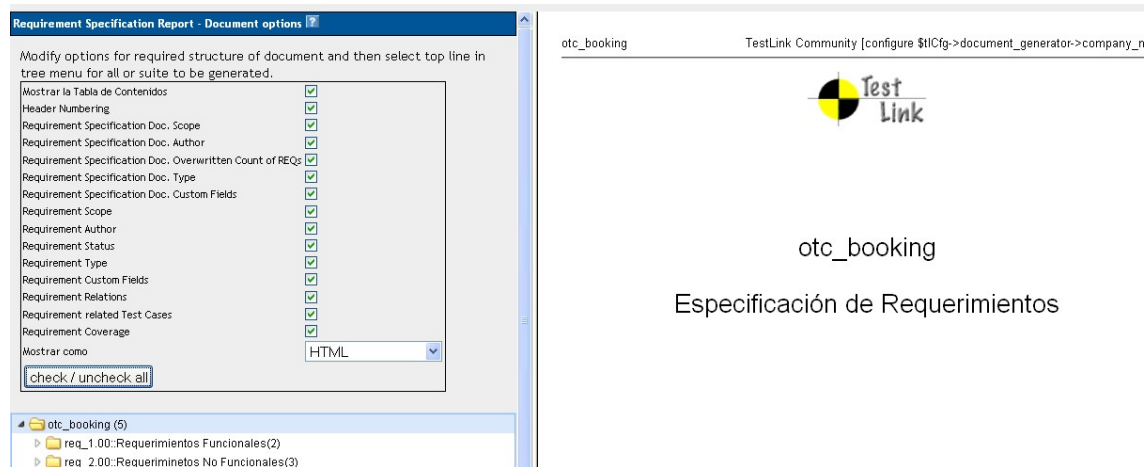 Requirement Specification Report - Document options ?
Modify options for required structure of document and then select top line in
tree menu for all or suite to be generated.
Mostrar la Tabla de Contenidos
Header Numbering
Requirement Specification Doc. Scope
Requirement Specification Doc. Author
Requirement Specification Doc. Overwritten Count of REQs
Requirement Specification Doc. Type
Requirement Specification Doc. Custom Fields
Requirement Scope
Requirement Author
Requirement Status
Requirement Type
Requirement Custom Fields
Requirement Relations
Requirement related Test Cases
Requirement Coverage
Mostrar como HTML
check / uncheck all
otc_booking (5)
req_1.00::Requerimientos Funcionales(2)
req_2.00::Requeriminetos No Funcionales(3)
otc_booking TestLink Community [configure $tlCfg->document_generator->company_n
Test
Link
otc_booking
Especificación de Requerimientos